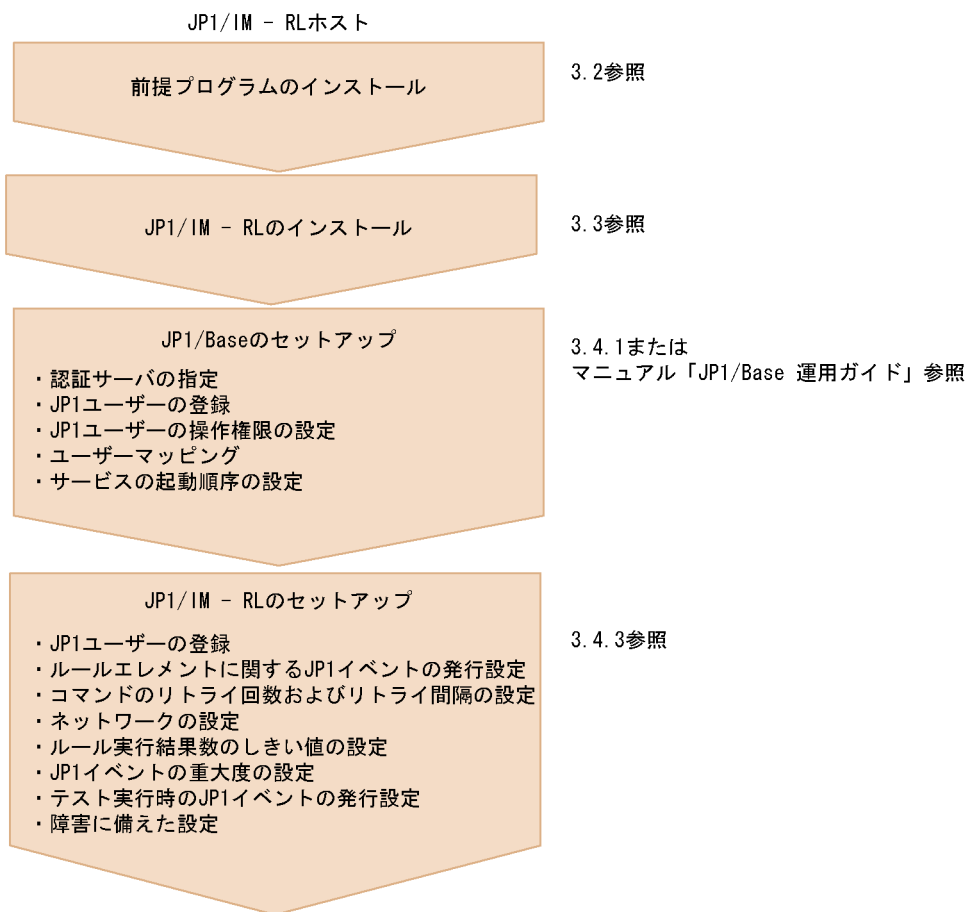 JP1/IM - RLホスト
前提プログラムのインストール
3.2参照
JP1/IM - RLのインストール
3.3参照
JP1/Baseのセットアップ
・認証サーバの指定
・JP1ユーザーの登録
・JP1ユーザーの操作権限の設定
・ユーザーマッピング
・サービスの起動順序の設定
3.4.1または
マニュアル「JP1/Base 運用ガイド」参照
JP1/IM - RLのセットアップ
・JP1ユーザーの登録
・ルールエレメントに関するJP1イベントの発行設定
・コマンドのリトライ回数およびリトライ間隔の設定
・ネットワークの設定
・ルール実行結果数のしきい値の設定
・JP1イベントの重大度の設定
・テスト実行時のJP1イベントの発行設定
・障害に備えた設定
3.4.3参照